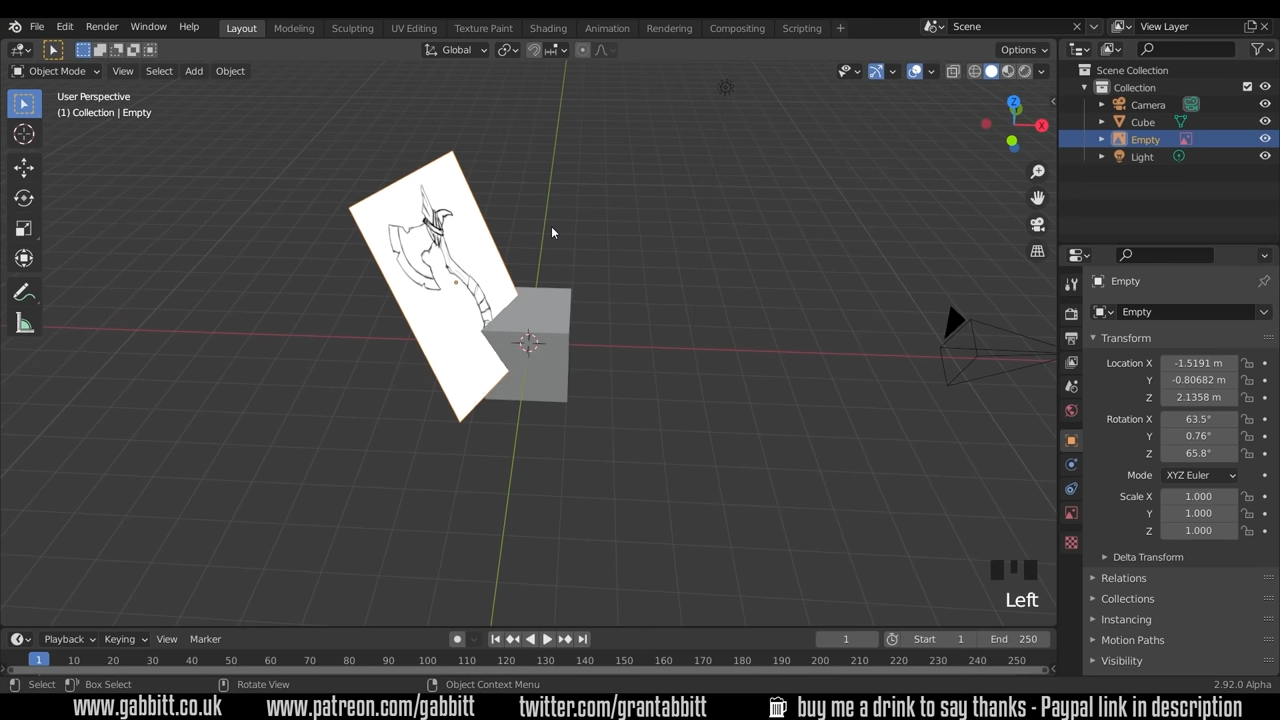 File Edit Render Window Help Layout Modeling Sculpting UV Editing Texture Paint Shading Animation Rendering Compositing Scripting + Scene View Layer
Global Options
Object Mode View Select Add Object
User Perspective
(1) Collection | Empty
Z
X
Scene Collection
Collection
Camera
Cube
Empty
Light
Empty
Empty
Transform
Location X -1.5191 m
Y -0.80682 m
Z 2.1358 m
Rotation X 63.5°
Y 0.76°
Z 65.8°
Mode XYZ Euler
Scale X 1.000
Y 1.000
Z 1.000
Delta Transform
Relations
Collections
Instancing
Motion Paths
Visibility
Left
Playback Keying View Marker 1 Start 1 End 250
1 10 20 30 40 50 60 70 80 90 100 110 120 130 140 150 160 170 180 190 200 210 220 230 240 250
Select Box Select Rotate View Object Context Menu 2.92.0 Alpha
www.gabbitt.co.uk www.patreon.com/gabbitt twitter.com/grantabbitt buy me a drink to say thanks - Paypal link in description